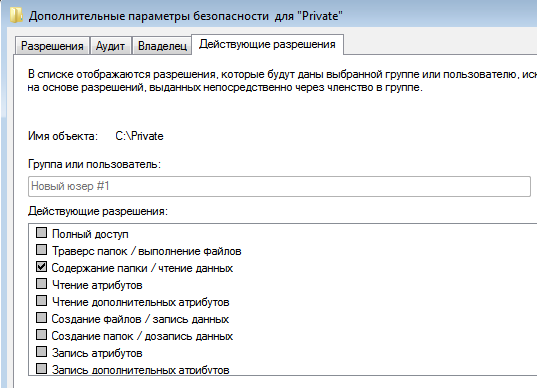 Дополнительные параметры безопасности для "Private"
Разрешения Аудит Владелец Действующие разрешения
В списке отображаются разрешения, которые будут даны выбранной группе или пользователю, иск
на основе разрешений, выданных непосредственно через членство в группе.
Имя объекта: C:\Private
Группа или пользователь:
Новый юзер #1
Действующие разрешения:
Полный доступ
Траверс папок / выполнение файлов
Содержание папки / чтение данных
Чтение атрибутов
Чтение дополнительных атрибутов
Создание файлов / запись данных
Создание папок / дозапись данных
Запись атрибутов
Запись дополнительных атрибутов